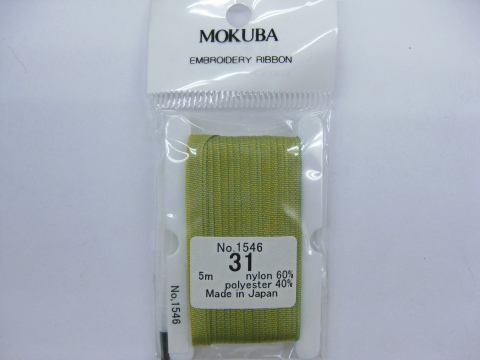 MOKUBA
EMBROIDERY RIBBON
No.1546
31
5m nylon 60%
polyester 40%
Made in Japan
No.1546